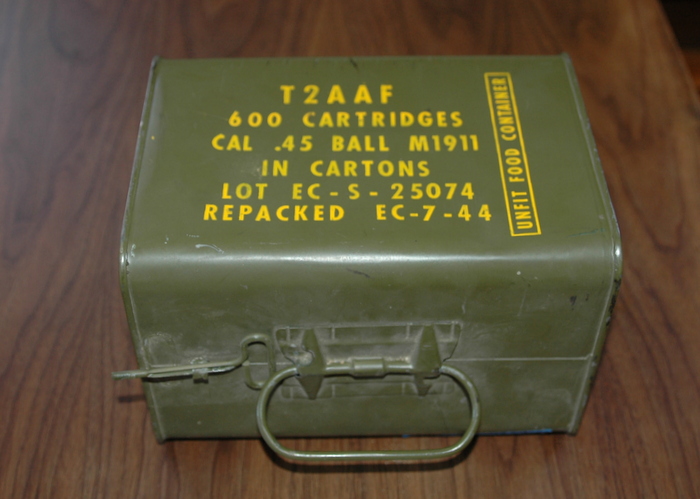 T2AAF
600 CARTRIDGES
CAL .45 BALL M1911
IN CARTONS
LOT EC-S-25074
REPACKED EC-7-44
UNFIT FOOD CONTAINER